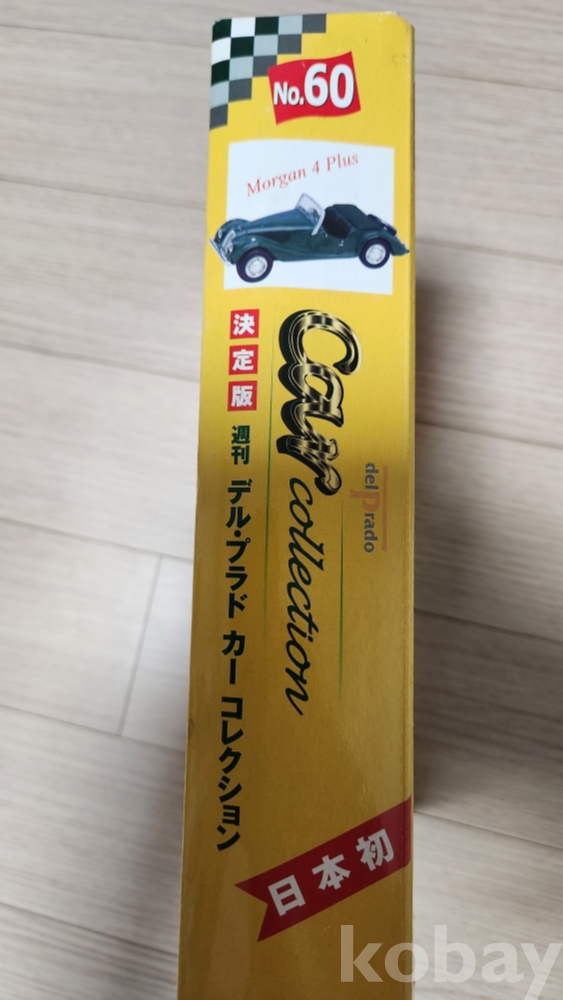 No.60
Morgan 4 Plus
Car collection
del Prado
決定版
週刊 デル・プラド カー コレクション
日本初
kobay